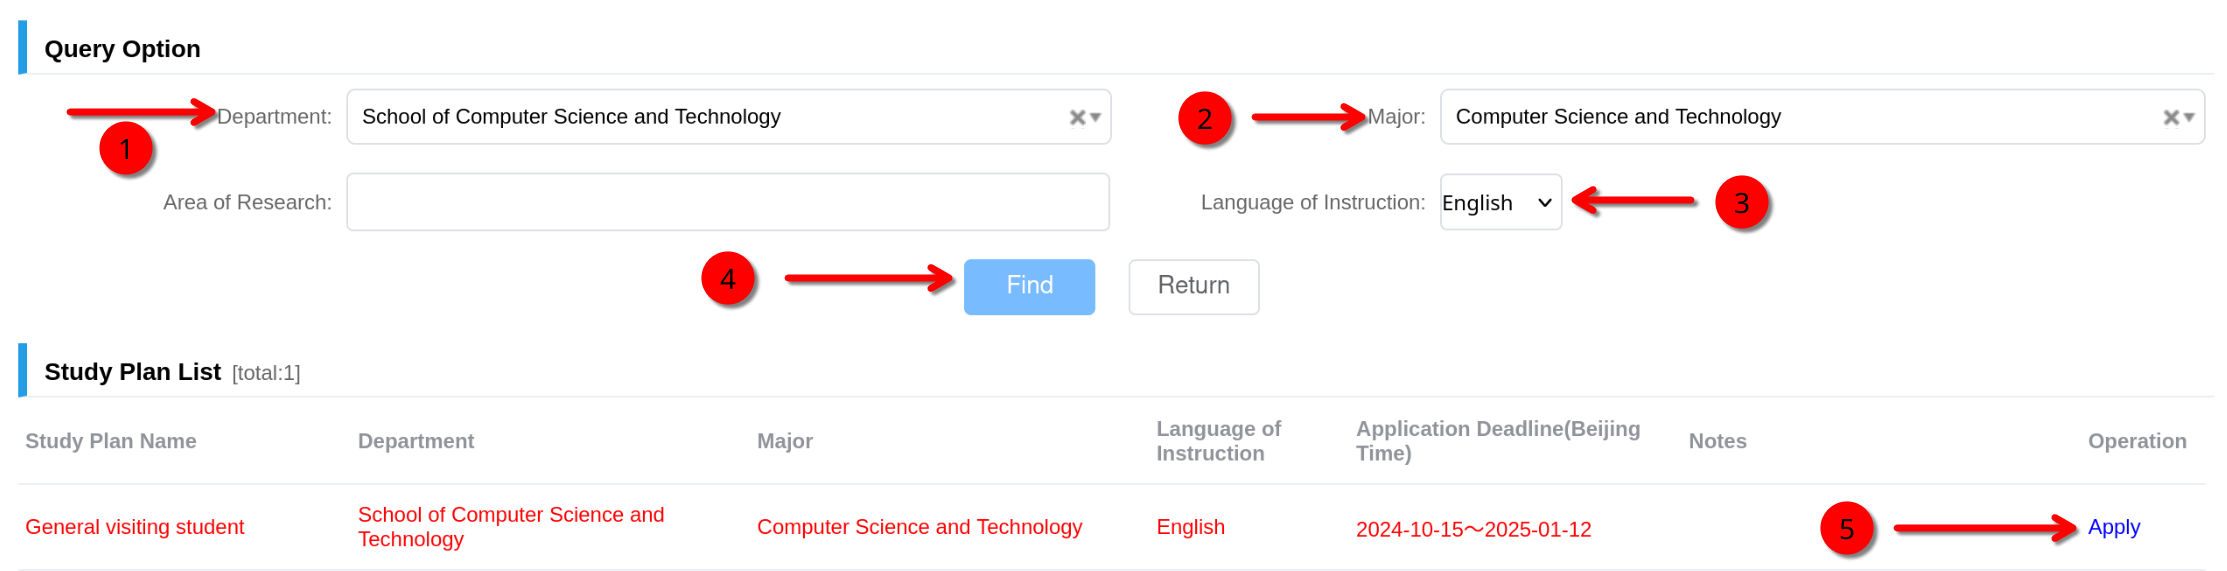 Query Option
1 Department: School of Computer Science and Technology
2 Major: Computer Science and Technology
Area of Research:
Language of Instruction: English 3
4 Find Return
Study Plan List [total:1]
Study Plan Name Department Major Language of Instruction Application Deadline(Beijing Time) Notes Operation
General visiting student School of Computer Science and Technology Computer Science and Technology English 2024-10-15～2025-01-12 5 Apply